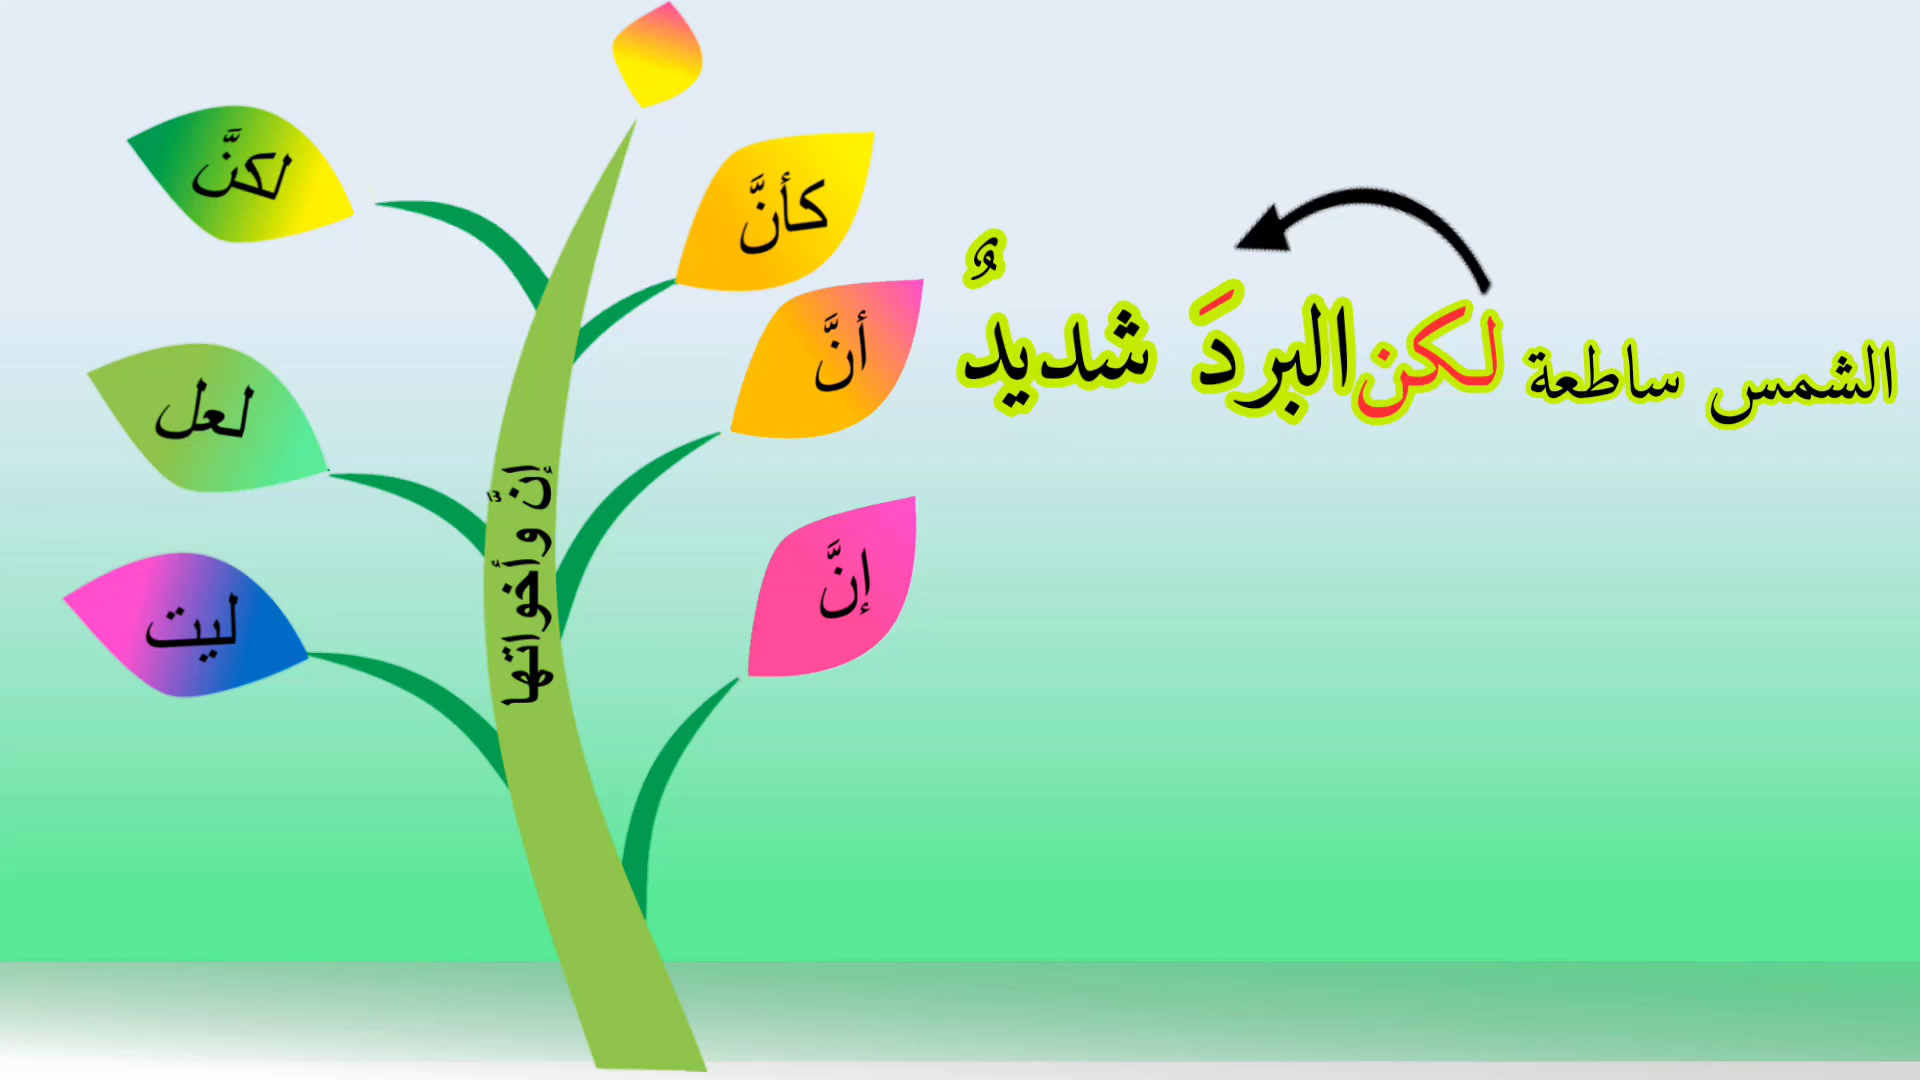 الشمس ساطعة لكن البردَ شديدٌ
كأنَّ
أنَّ
إنَّ
إنّ وأخواتها
لكنَّ
لعل
ليت